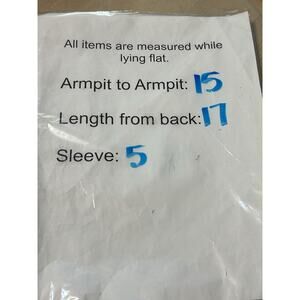 All items are measured while
lying flat.
Armpit to Armpit: 15
Length from back: 17
Sleeve: 5